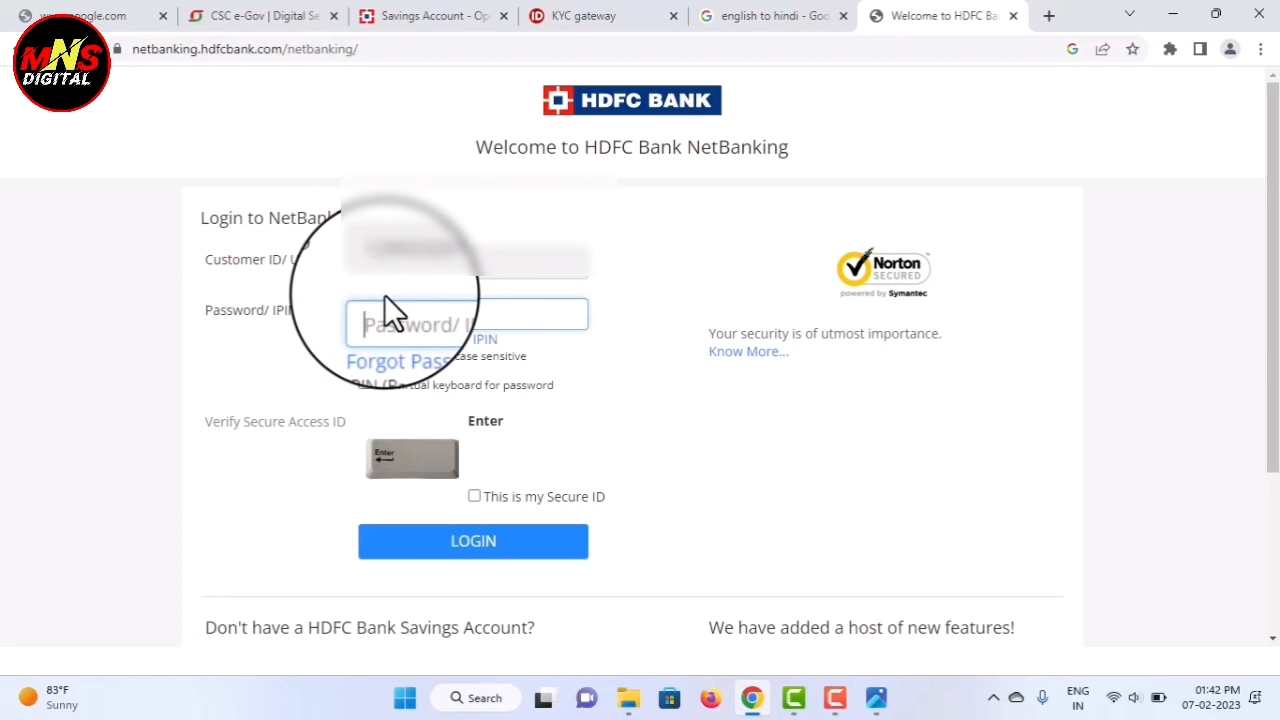 CSC e-Gov | Digital Se
Savings Account - Op
KYC gateway
english to hindi - Goo
Welcome to HDFC Ba
netbanking.hdfcbank.com/netbanking/
MNS
DIGITAL
HDFC BANK
Welcome to HDFC Bank NetBanking
Login to NetBank
Customer ID/ U
Norton
SECURED
powered by Symantec
Password/ IPIN
Password/ I
IPIN
Your security is of utmost importance.
Know More...
Forgot Pass
case sensitive
tual keyboard for password
Verify Secure Access ID
Enter
Enter
This is my Secure ID
LOGIN
Don't have a HDFC Bank Savings Account?
We have added a host of new features!
83°F
Sunny
Search
ENG
IN
01:42 PM
07-02-2023